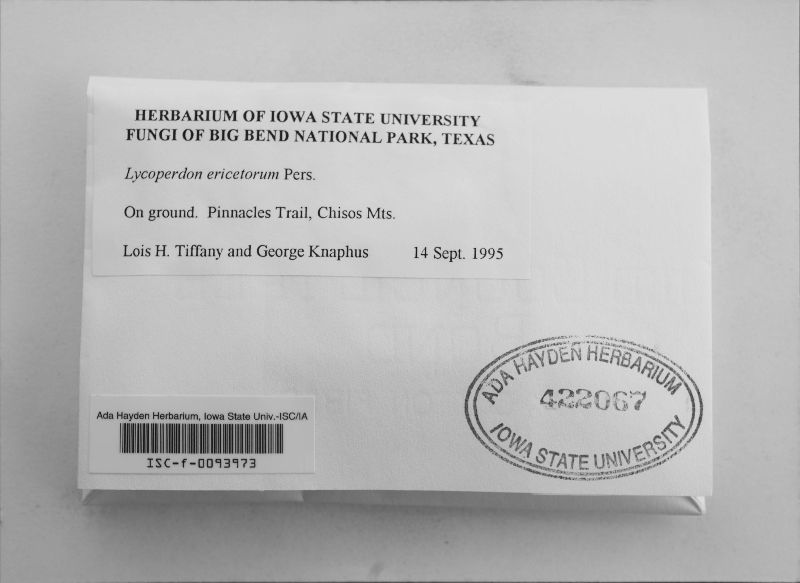 HERBARIUM OF IOWA STATE UNIVERSITY
FUNGI OF BIG BEND NATIONAL PARK, TEXAS
Lycoperdon ericetorum Pers.
On ground. Pinnacles Trail, Chisos Mts.
Lois H. Tiffany and George Knaphus 14 Sept. 1995
ADA HAYDEN HERBARIUM
422067
IOWA STATE UNIVERSITY
Ada Hayden Herbarium, Iowa State Univ.-ISC/IA
ISC-f-0093973